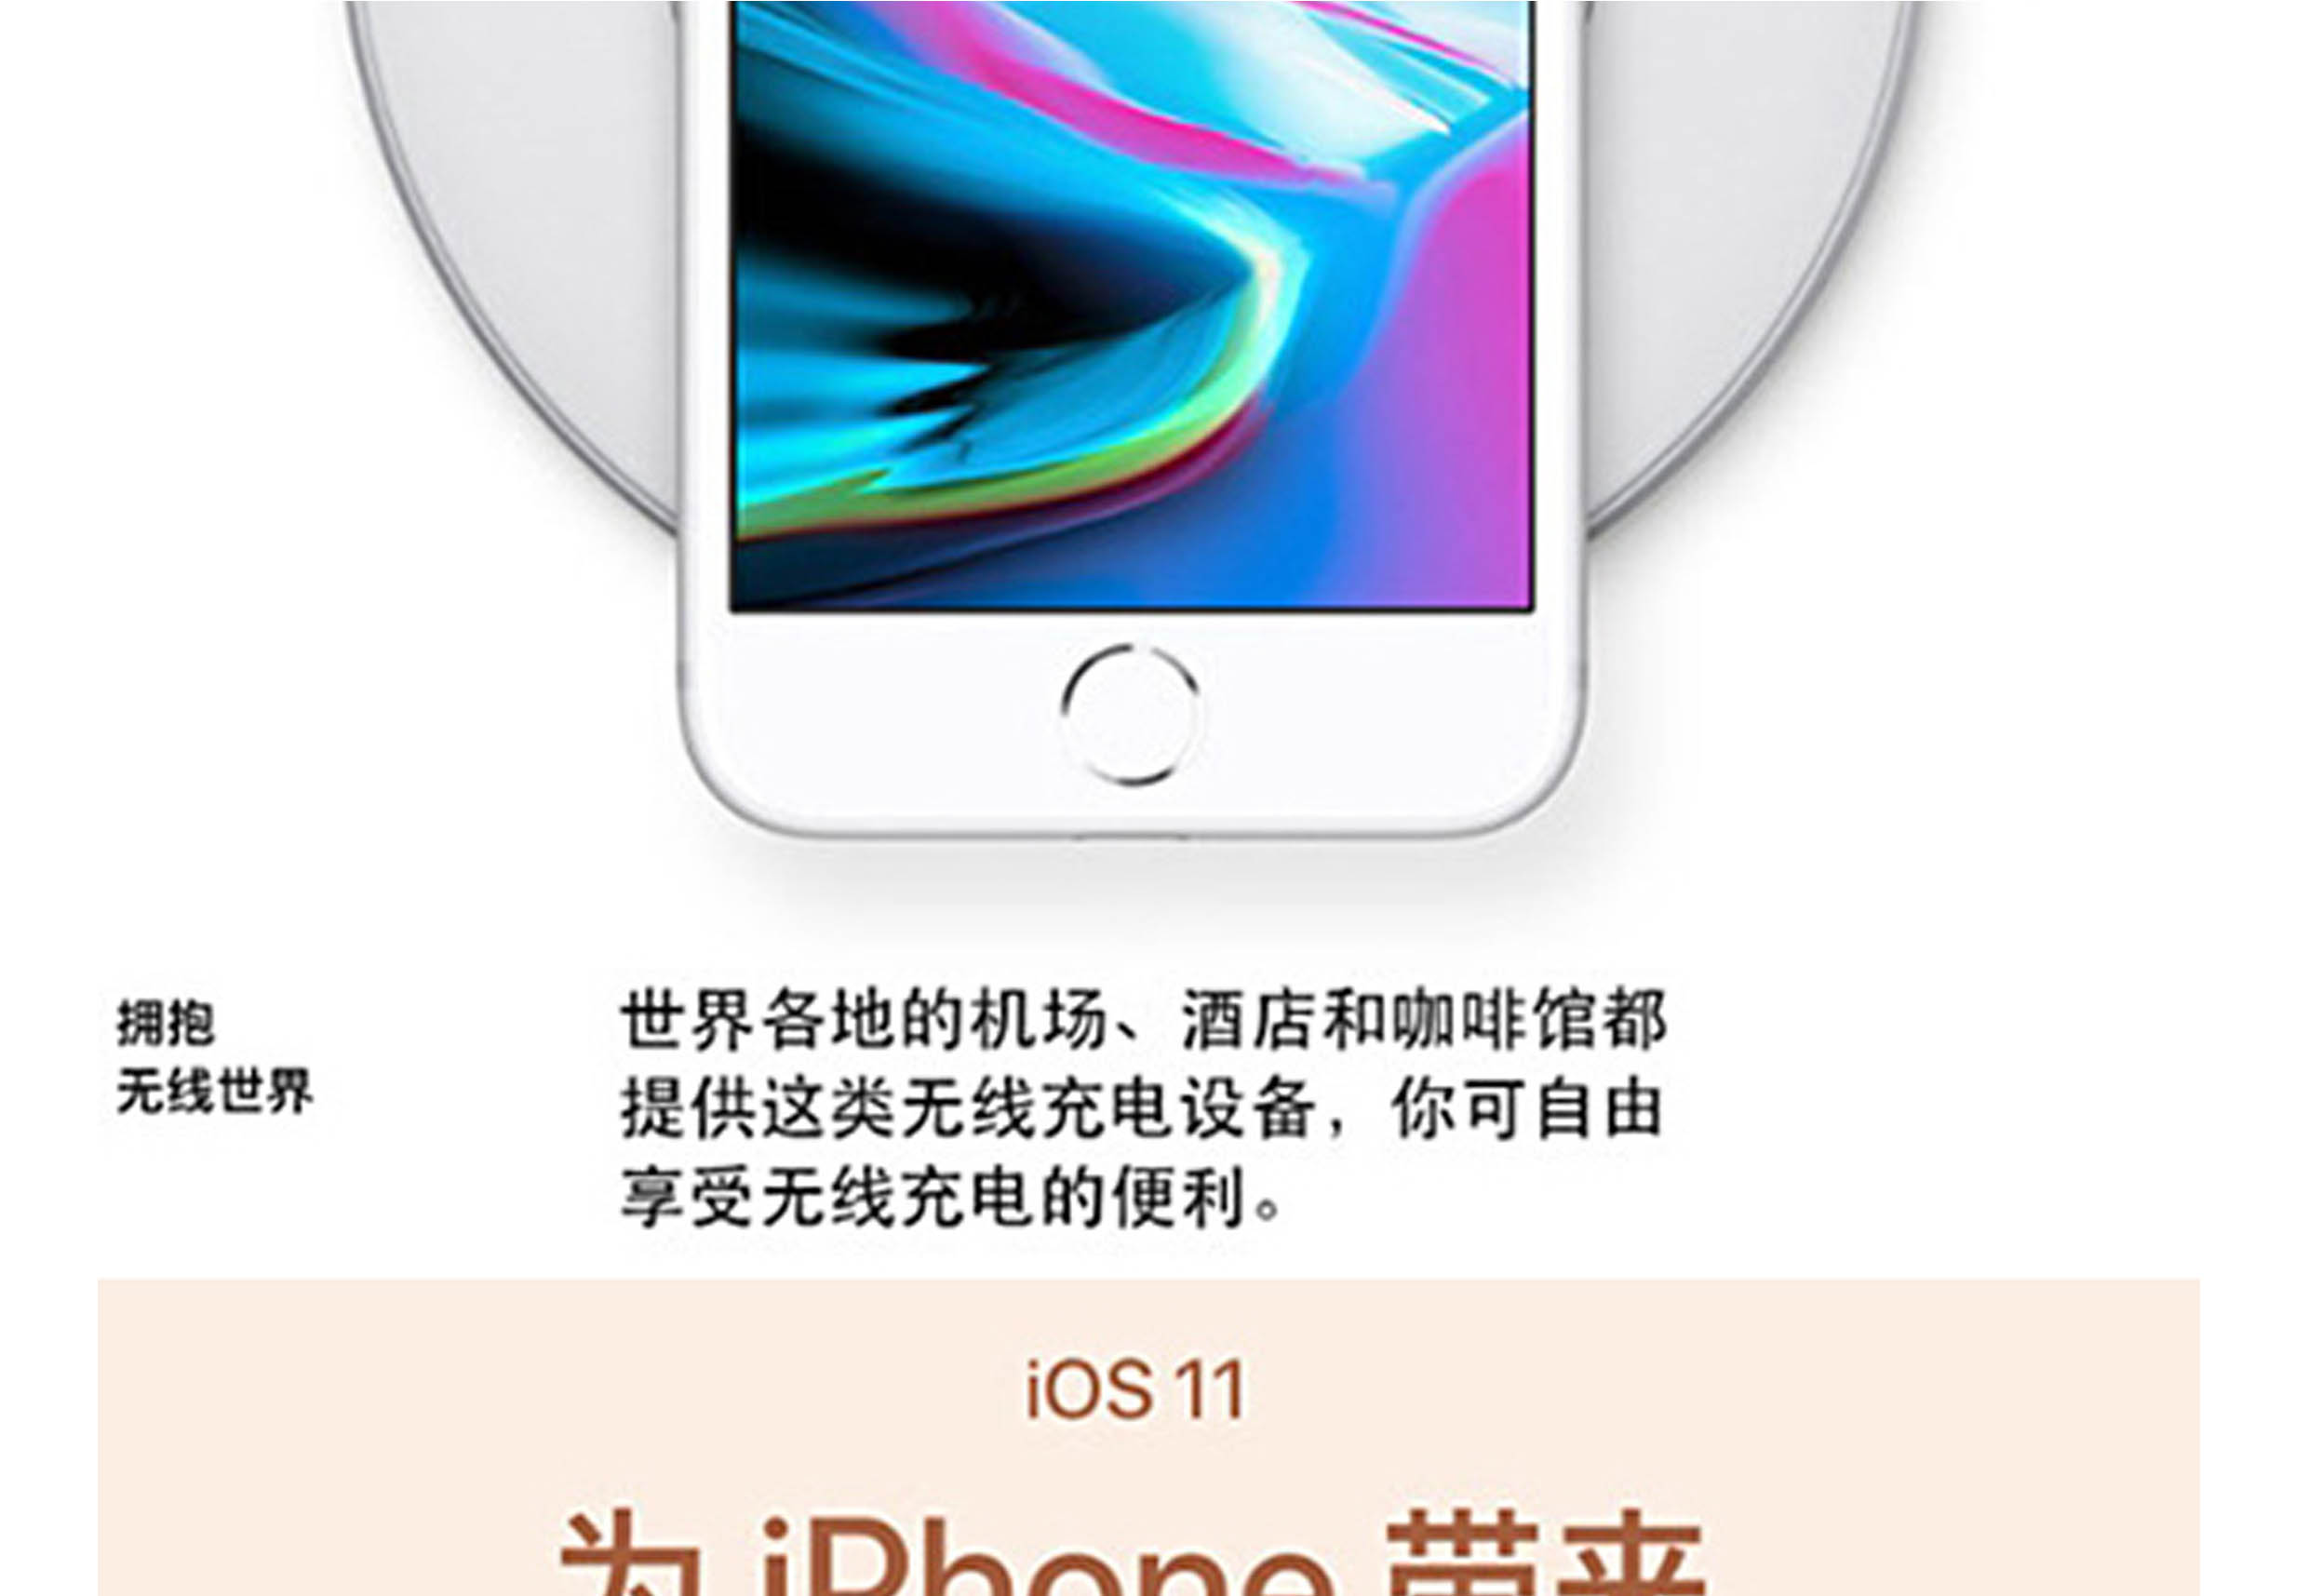 拥抱
无线世界
世界各地的机场、酒店和咖啡馆都
提供这类无线充电设备，你可自由
享受无线充电的便利。
iOS 11
为 iPhone 带来